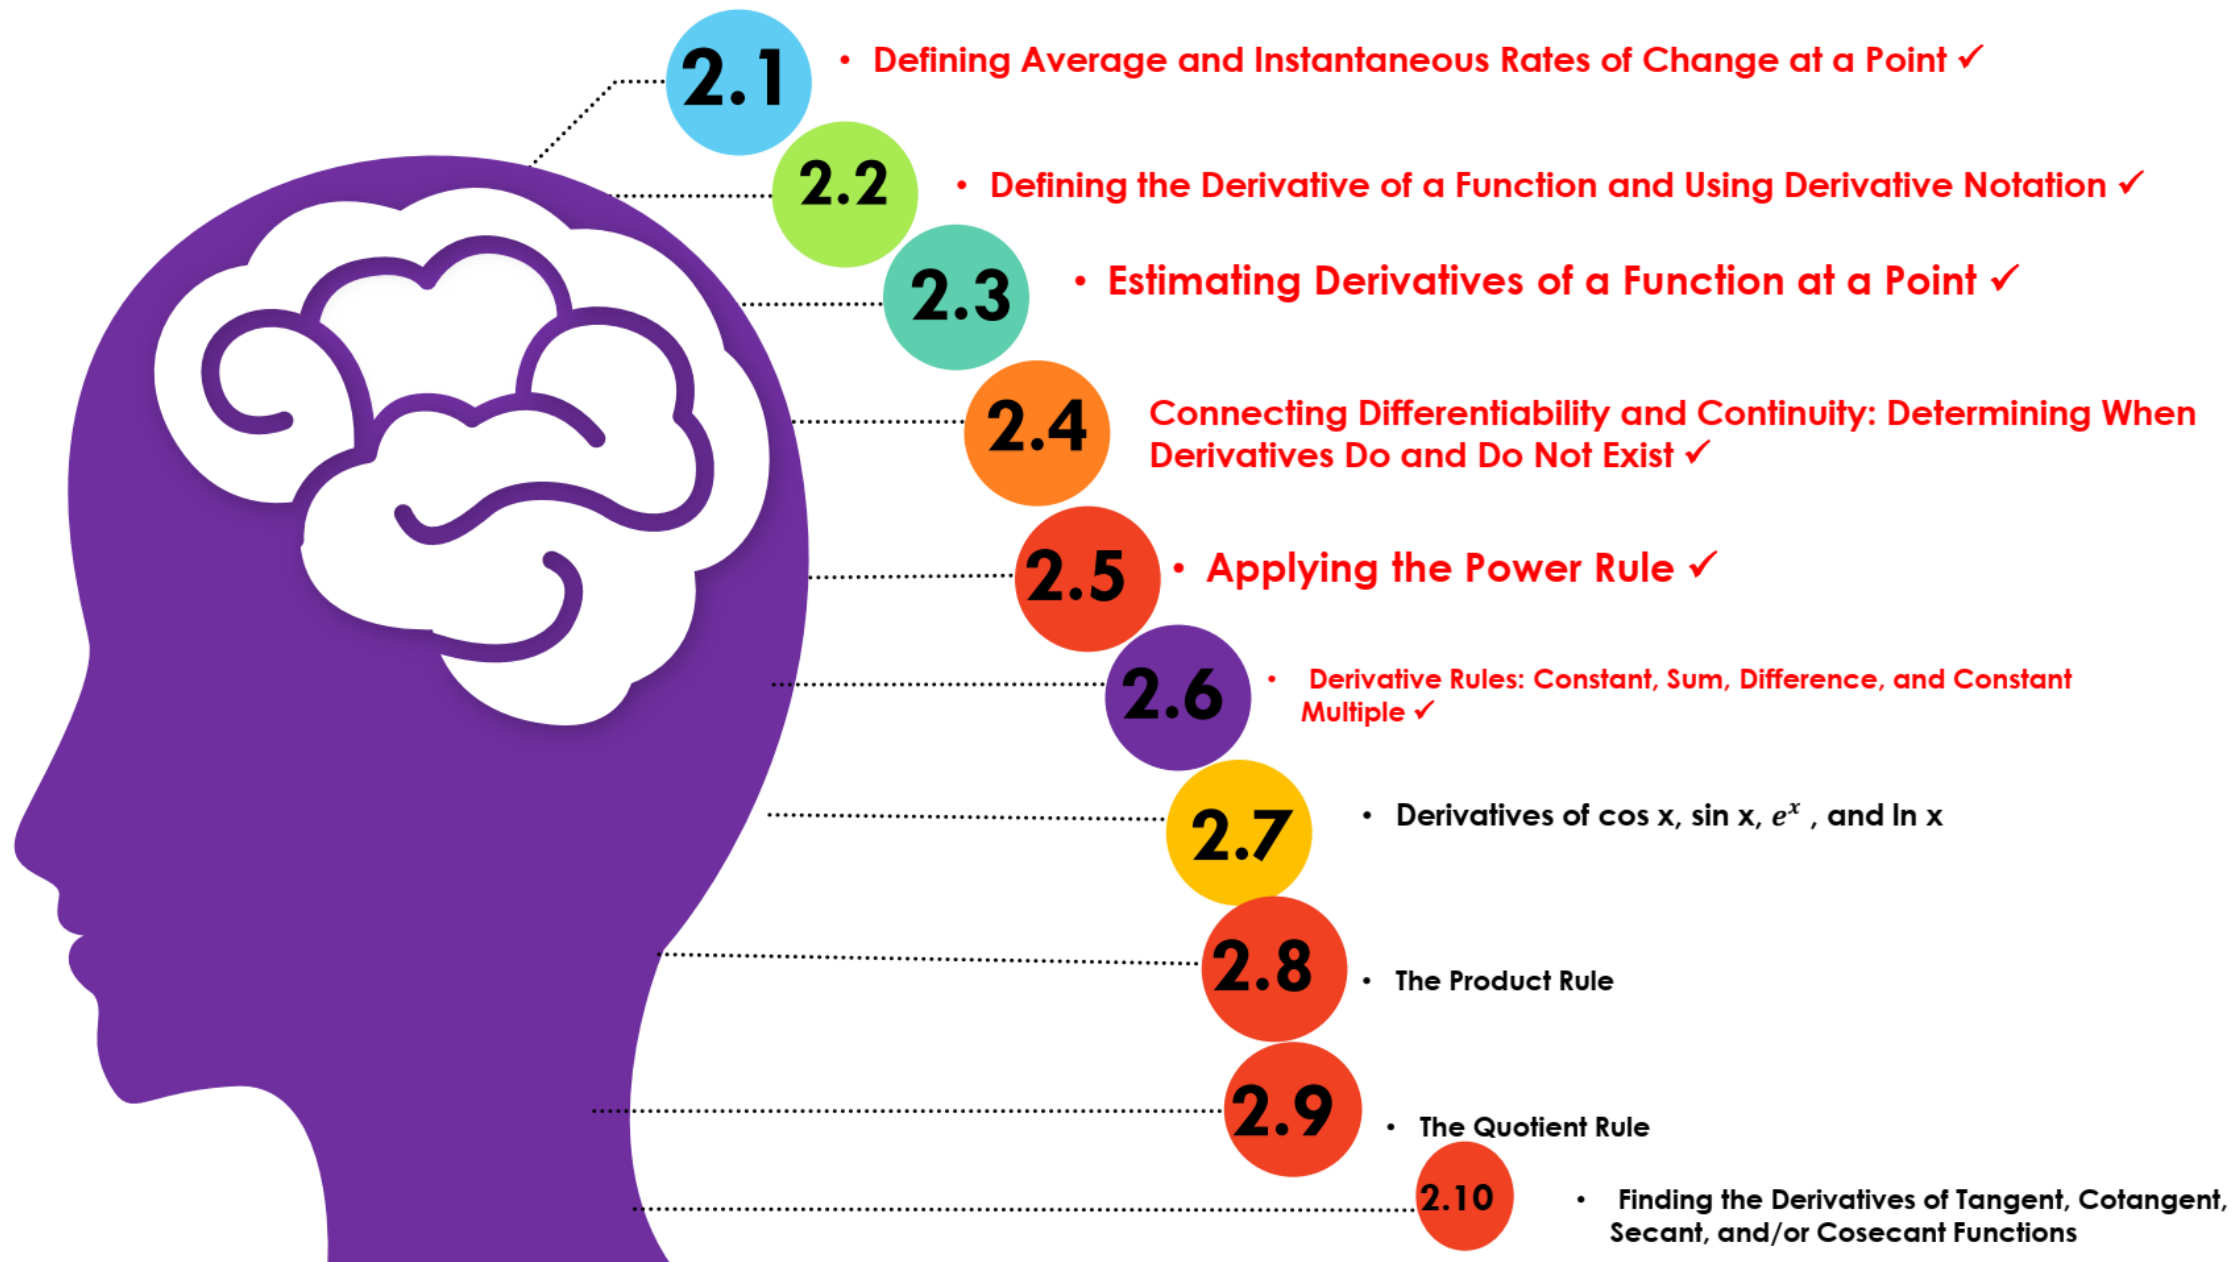 2.1
• Defining Average and Instantaneous Rates of Change at a Point ✓
2.2
• Defining the Derivative of a Function and Using Derivative Notation ✓
2.3
• Estimating Derivatives of a Function at a Point ✓
2.4
Connecting Differentiability and Continuity: Determining When
Derivatives Do and Do Not Exist ✓
2.5
• Applying the Power Rule ✓
2.6
• Derivative Rules: Constant, Sum, Difference, and Constant
Multiple ✓
2.7
• Derivatives of cos x, sin x, eˣ , and ln x
2.8
• The Product Rule
2.9
• The Quotient Rule
2.10
• Finding the Derivatives of Tangent, Cotangent,
Secant, and/or Cosecant Functions